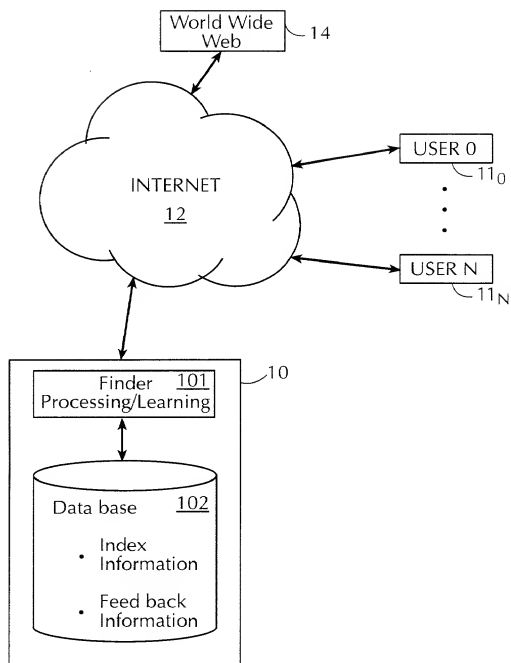 World Wide
Web
14
INTERNET
12
USER 0
11₀
USER N
11_N
10
Finder 101
Processing/Learning
Data base 102
• Index
Information
• Feed back
Information